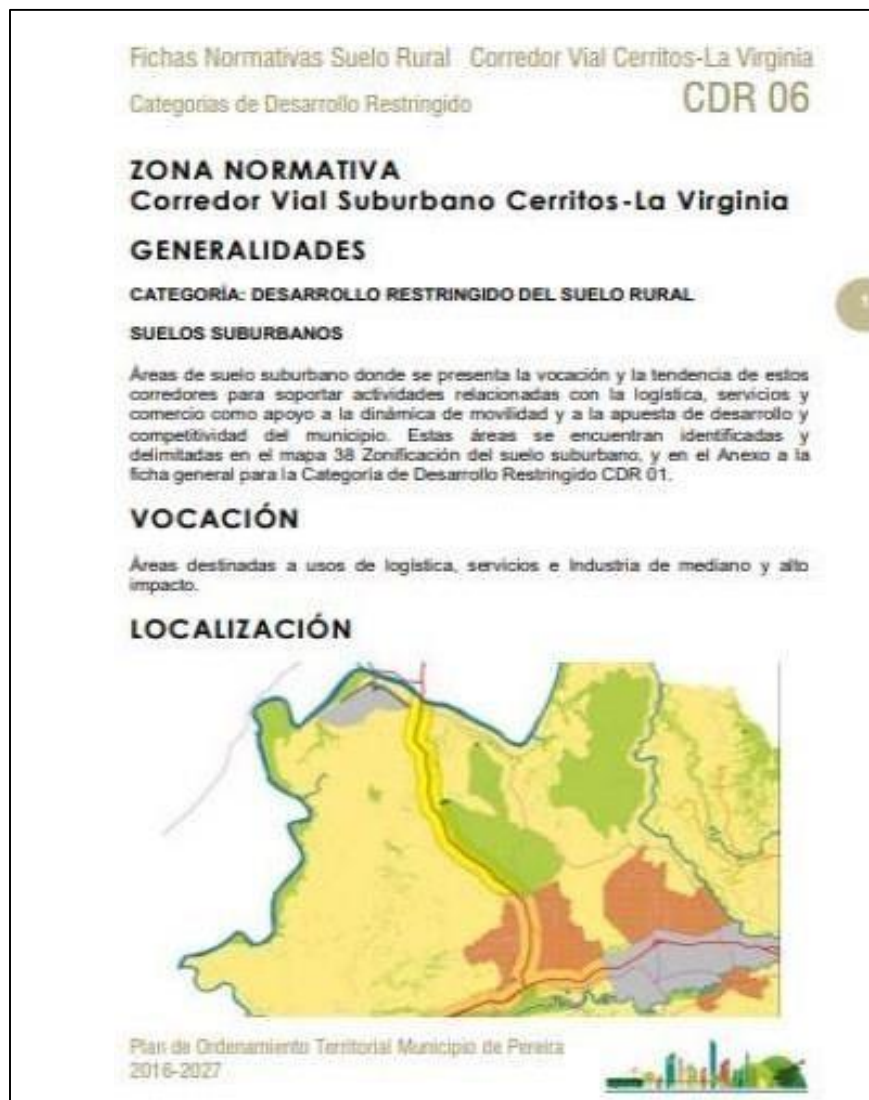 Fichas Normativas Suelo Rural Corredor Vial Cerritos-La Virginia
Categorías de Desarrollo Restringido CDR 06
ZONA NORMATIVA
Corredor Vial Suburbano Cerritos-La Virginia
GENERALIDADES
CATEGORÍA: DESARROLLO RESTRINGIDO DEL SUELO RURAL
1
SUELOS SUBURBANOS
Áreas de suelo suburbano donde se presenta la vocación y la tendencia de estos
corredores para soportar actividades relacionadas con la logística, servicios y
comercio como apoyo a la dinámica de movilidad y a la apuesta de desarrollo y
competitividad del municipio. Estas áreas se encuentran identificadas y
delimitadas en el mapa 38 Zonificación del suelo suburbano, y en el Anexo a la
ficha general para la Categoría de Desarrollo Restringido CDR 01.
VOCACIÓN
Áreas destinadas a usos de logística, servicios e Industria de mediano y alto
impacto.
LOCALIZACIÓN
Plan de Ordenamiento Territorial Municipio de Pereira
2016-2027